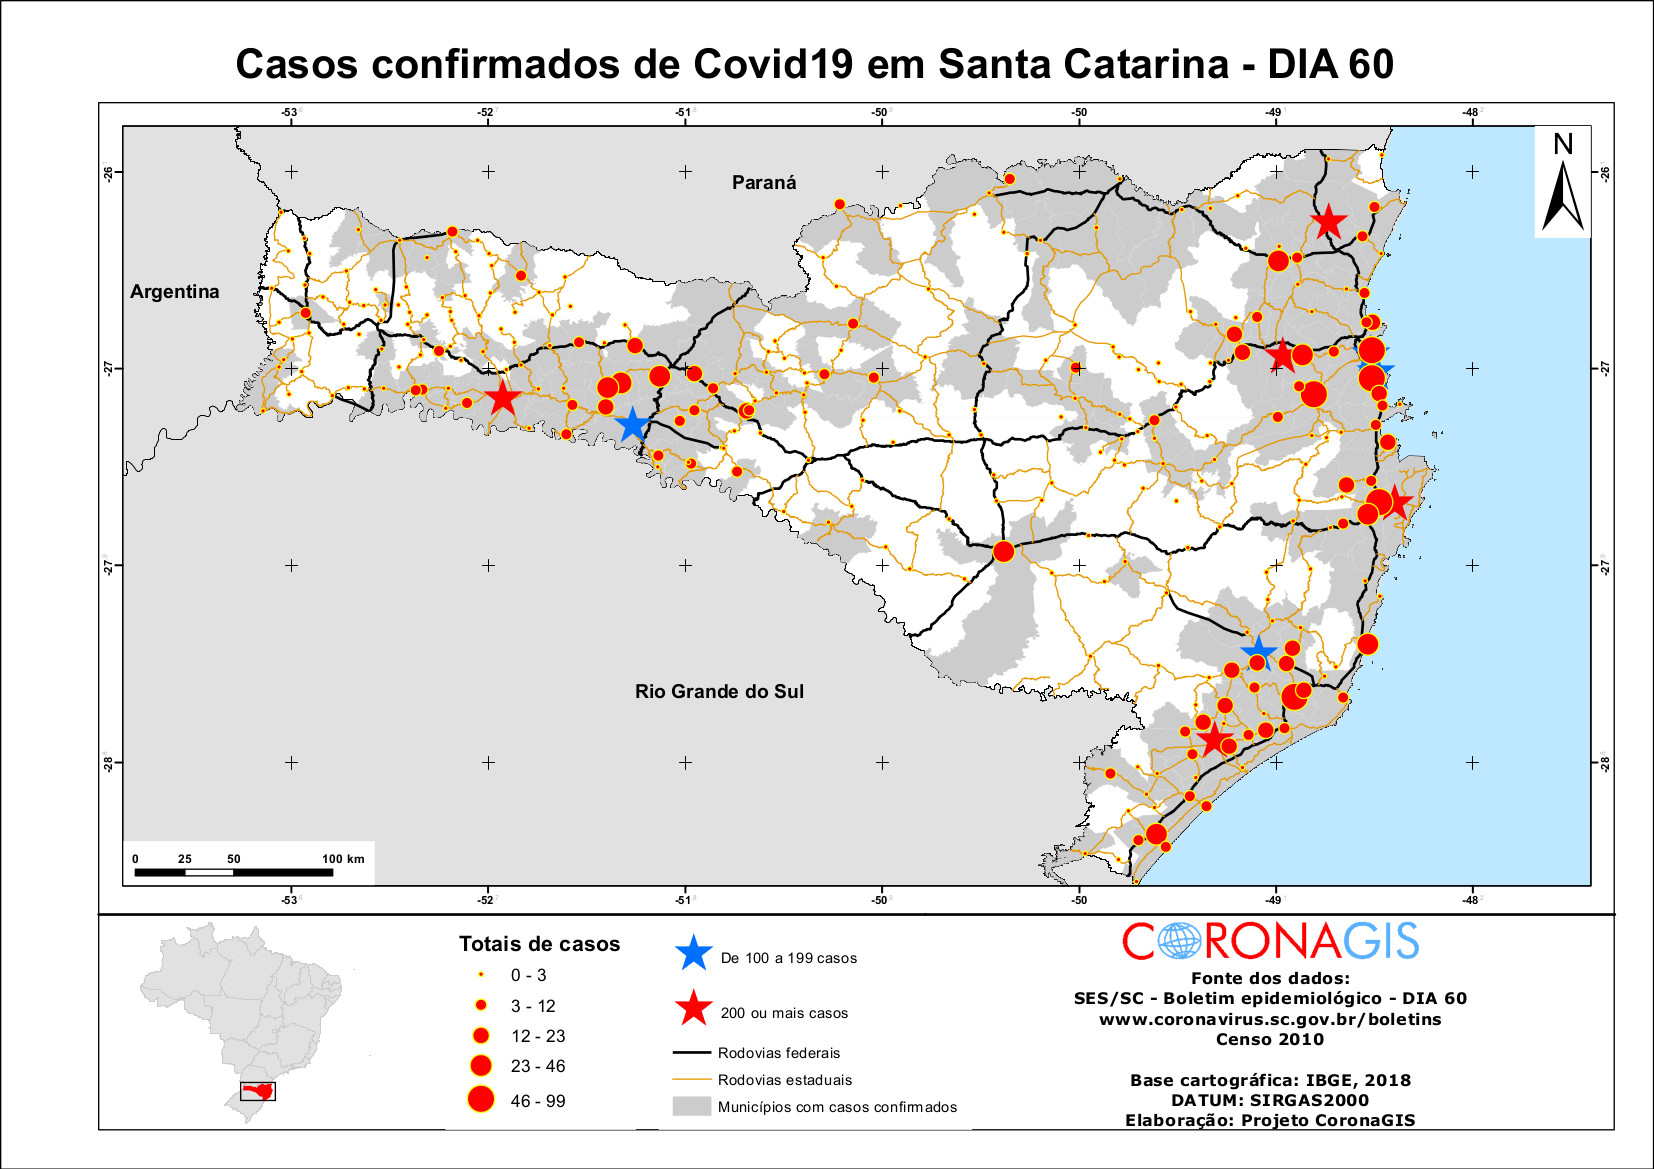 Casos confirmados de Covid19 em Santa Catarina - DIA 60
-53 -52 -51 -50 -50 -49 -48
N
-26 -26
Paraná
Argentina
-27 -27
-27 -27
Rio Grande do Sul
-28 -28
0 25 50 100 km
-53 -52 -51 -50 -50 -49 -48
Totais de casos
0 - 3
3 - 12
12 - 23
23 - 46
46 - 99
De 100 a 199 casos
200 ou mais casos
Rodovias federais
Rodovias estaduais
Municípios com casos confirmados
CORONAGIS
Fonte dos dados:
SES/SC - Boletim epidemiológico - DIA 60
www.coronavirus.sc.gov.br/boletins
Censo 2010
Base cartográfica: IBGE, 2018
DATUM: SIRGAS2000
Elaboração: Projeto CoronaGIS